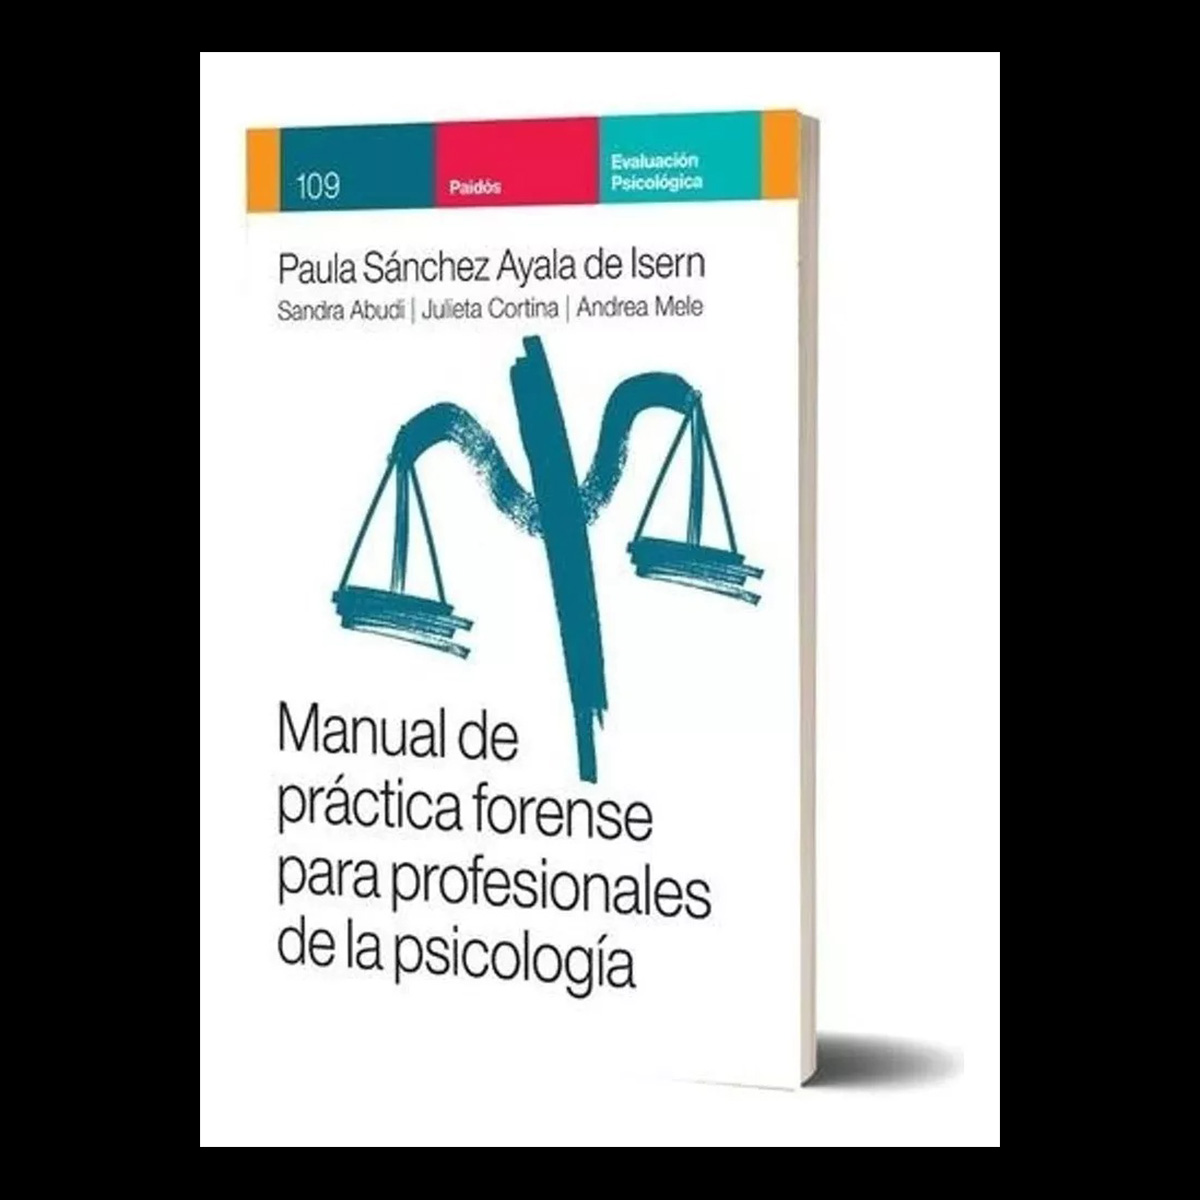 109
Paidós
Evaluación
Psicológica
Paula Sánchez Ayala de Isern
Sandra Abudi | Julieta Cortina | Andrea Mele
Manual de
práctica forense
para profesionales
de la psicología